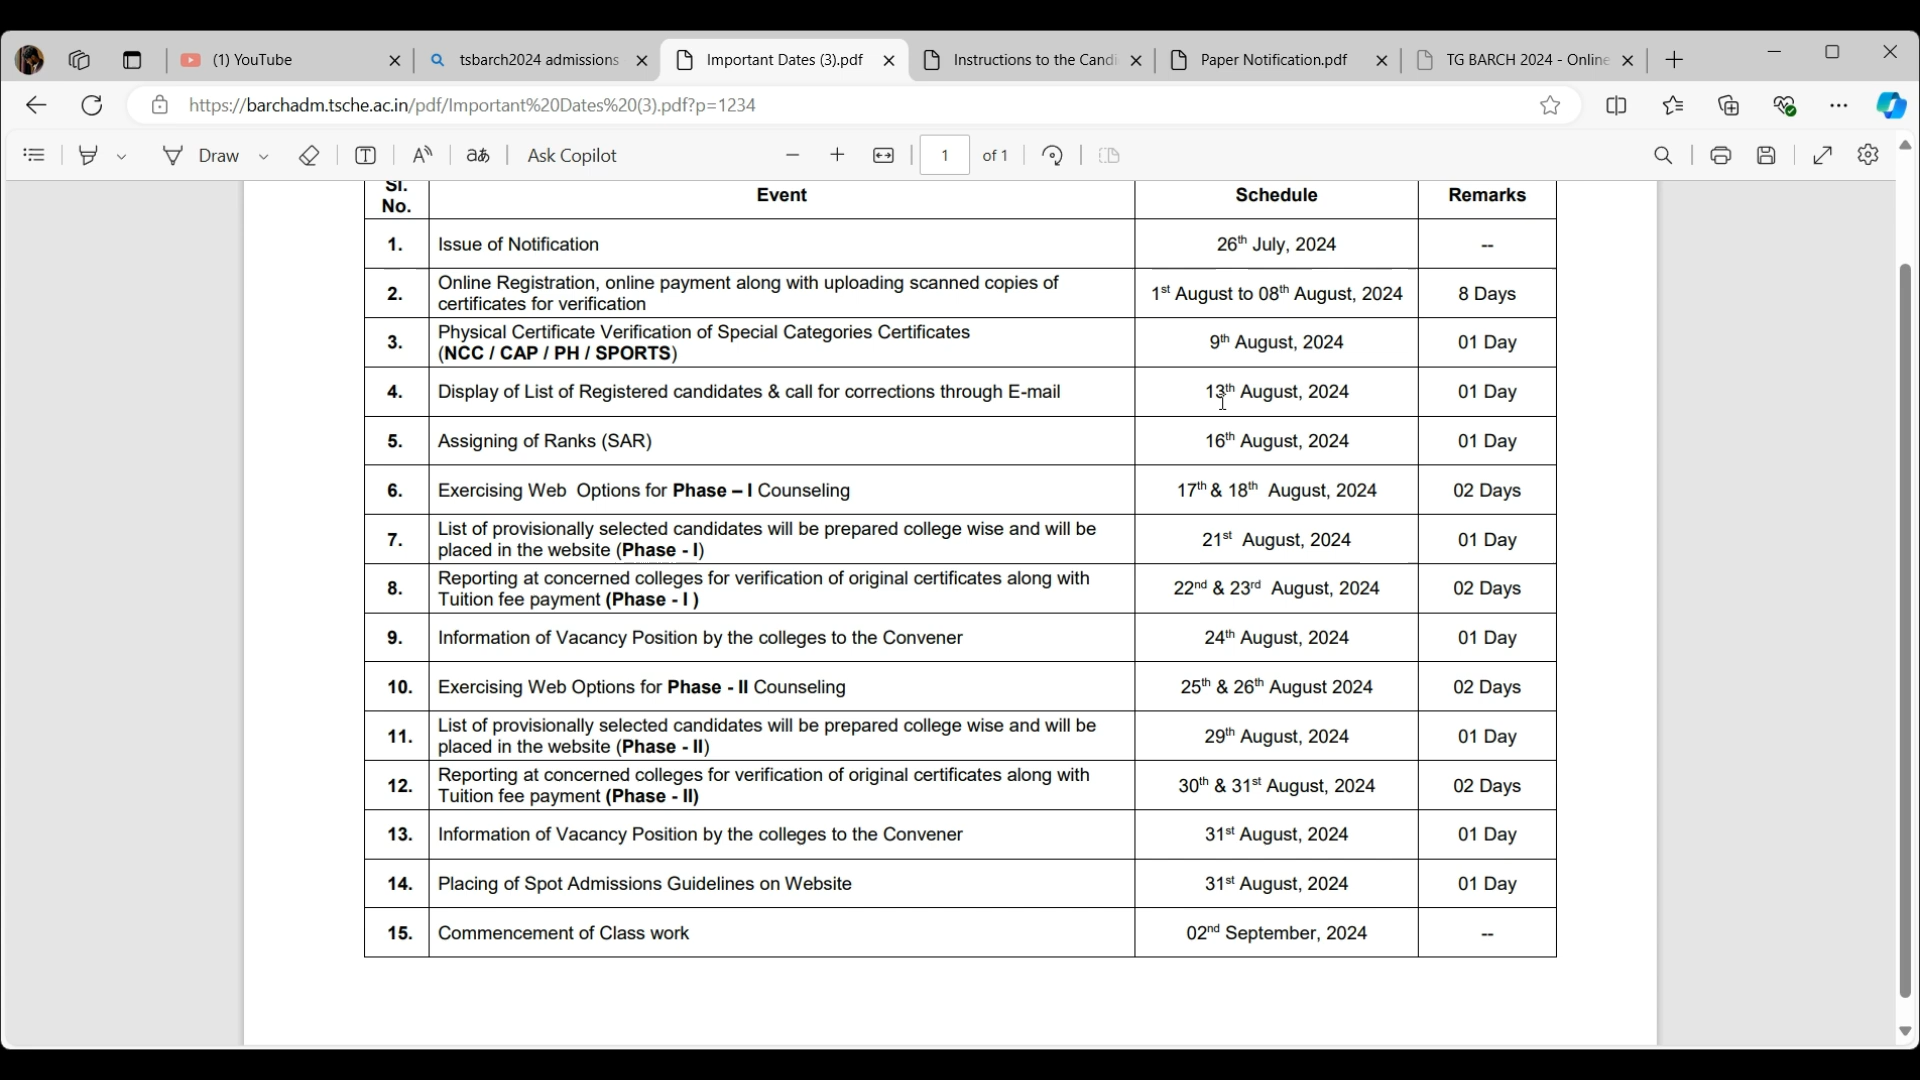 (1) YouTube
tsbarch2024 admissions
Important Dates (3).pdf
Instructions to the Candi
Paper Notification.pdf
TG BARCH 2024 - Online
https://barchadm.tsche.ac.in/pdf/Important%20Dates%20(3).pdf?p=1234
Draw
Ask Copilot
1
of 1
Sl. No. Event Schedule Remarks
1. Issue of Notification 26th July, 2024 --
2. Online Registration, online payment along with uploading scanned copies of
certificates for verification 1st August to 08th August, 2024 8 Days
3. Physical Certificate Verification of Special Categories Certificates
(NCC / CAP / PH / SPORTS) 9th August, 2024 01 Day
4. Display of List of Registered candidates & call for corrections through E-mail 13th August, 2024 01 Day
5. Assigning of Ranks (SAR) 16th August, 2024 01 Day
6. Exercising Web Options for Phase – I Counseling 17th & 18th August, 2024 02 Days
7. List of provisionally selected candidates will be prepared college wise and will be
placed in the website (Phase - I) 21st August, 2024 01 Day
8. Reporting at concerned colleges for verification of original certificates along with
Tuition fee payment (Phase - I ) 22nd & 23rd August, 2024 02 Days
9. Information of Vacancy Position by the colleges to the Convener 24th August, 2024 01 Day
10. Exercising Web Options for Phase - II Counseling 25th & 26th August 2024 02 Days
11. List of provisionally selected candidates will be prepared college wise and will be
placed in the website (Phase - II) 29th August, 2024 01 Day
12. Reporting at concerned colleges for verification of original certificates along with
Tuition fee payment (Phase - II) 30th & 31st August, 2024 02 Days
13. Information of Vacancy Position by the colleges to the Convener 31st August, 2024 01 Day
14. Placing of Spot Admissions Guidelines on Website 31st August, 2024 01 Day
15. Commencement of Class work 02nd September, 2024 --